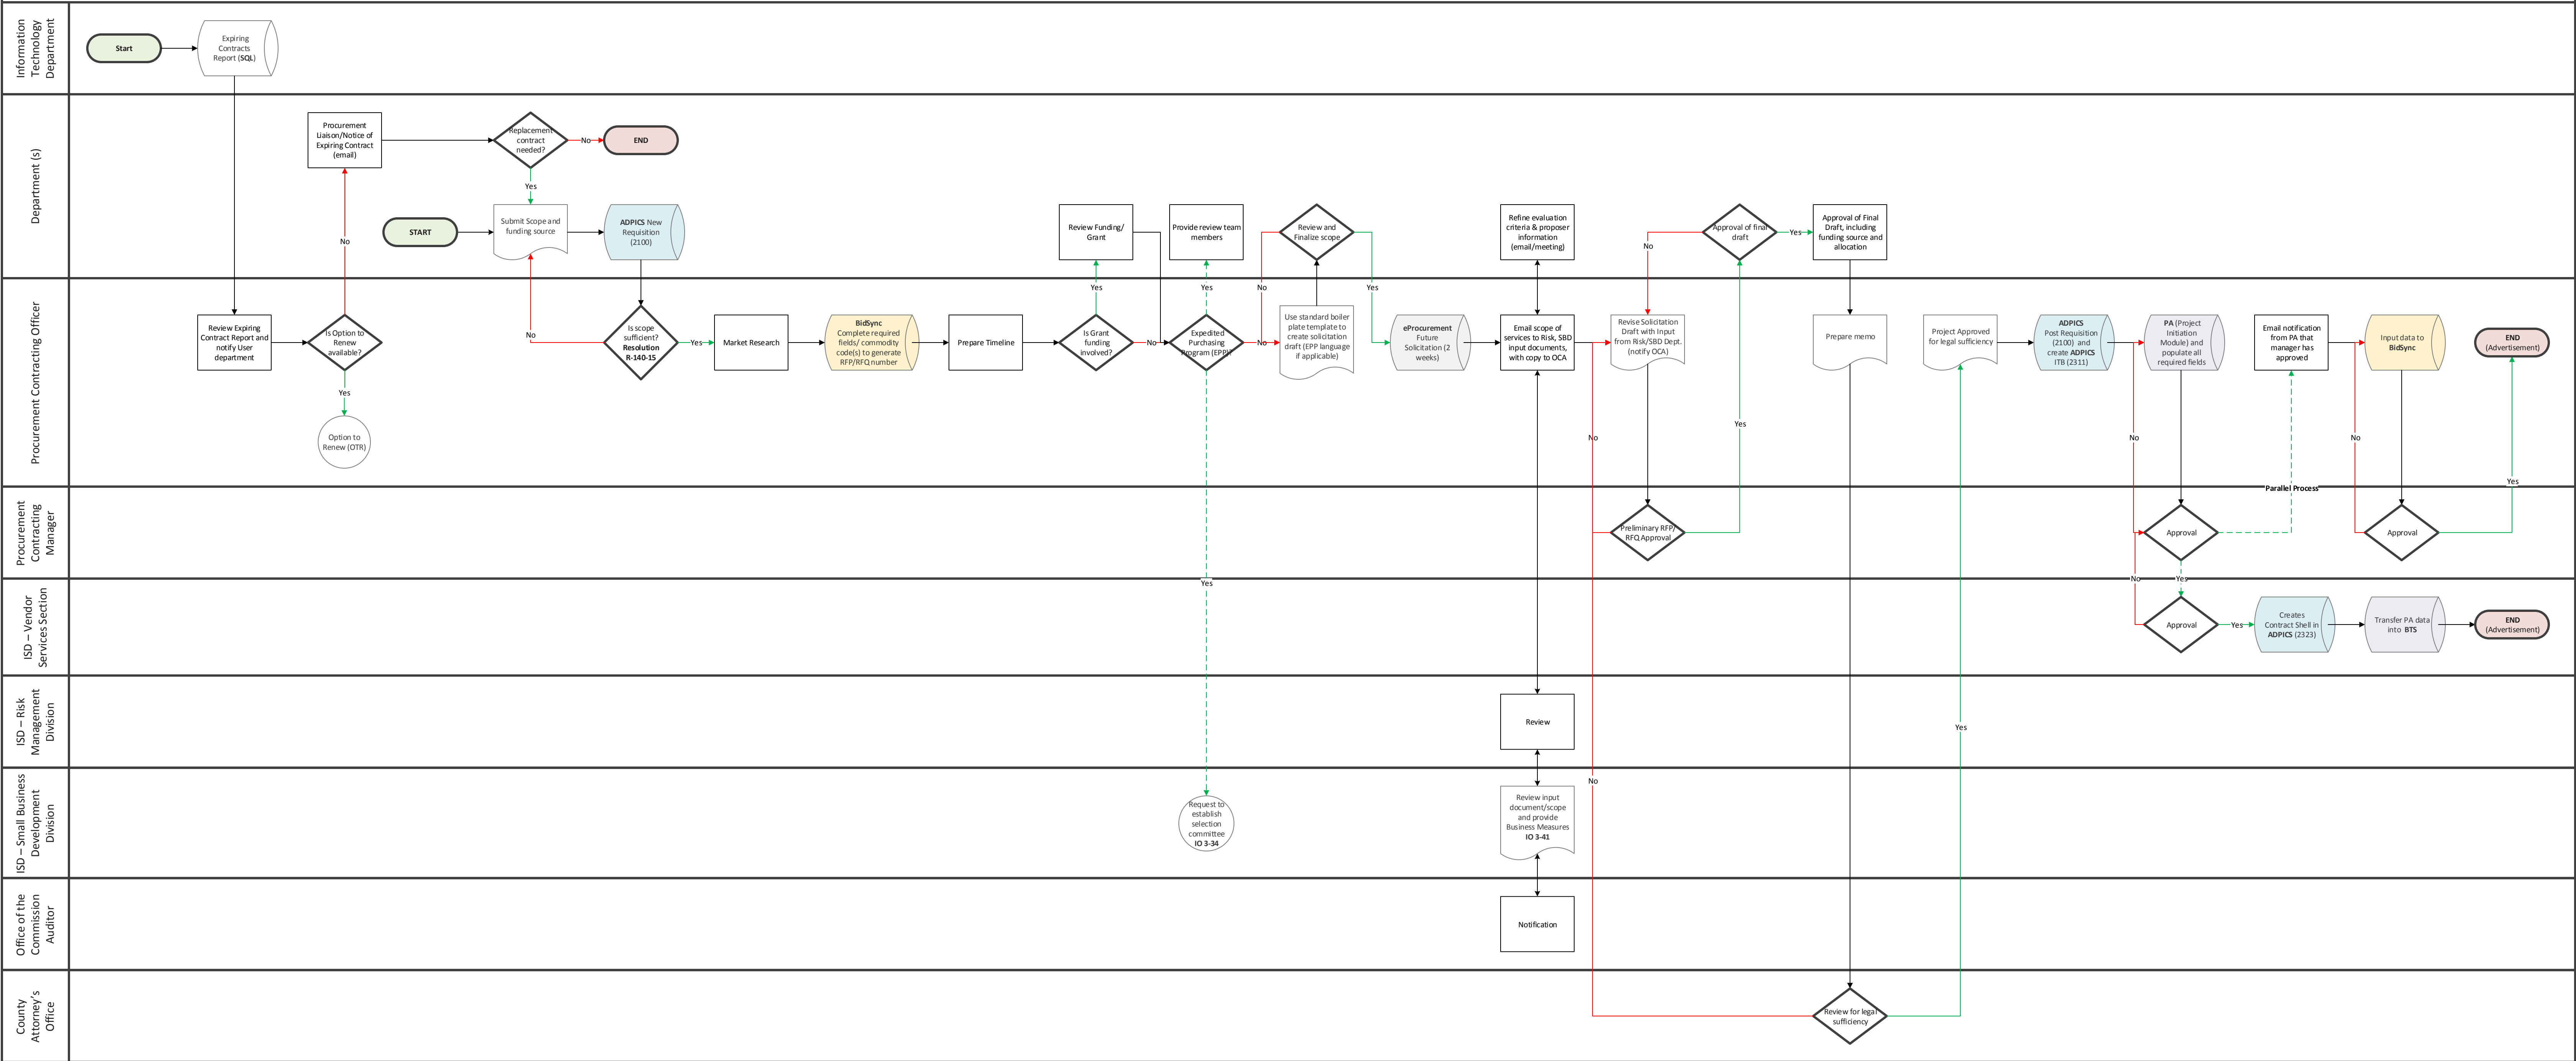 Information
Technology
Department
Start
Expiring
Contracts
Report (SQL)
Department (s)
Procurement
Liaison/Notice of
Expiring Contract
(email)
Replacement
contract
needed?
No
END
Yes
START
Submit Scope and
funding source
ADPICS New
Requisition
(2100)
No
Review Funding/
Grant
Provide review team
members
Review and
Finalize scope
Refine evaluation
criteria & proposer
information
(email/meeting)
No
Approval of final
draft
Yes
Approval of Final
Draft, including
funding source and
allocation
Procurement Contracting Officer
Review Expiring
Contract Report and
notify User
department
Is Option to
Renew
available?
Yes
Option to
Renew (OTR)
No
Is scope
sufficient?
Resolution
R-140-15
Yes
Market Research
BidSync
Complete required
fields/ commodity
code(s) to generate
RFP/RFQ number
Prepare Timeline
Yes
Is Grant
funding
involved?
No
Yes
Expedited
Purchasing
Program (EPP)?
No
No
Use standard boiler
plate template to
create solicitation
draft (EPP language
if applicable)
Yes
eProcurement
Future
Solicitation (2
weeks)
Email scope of
services to Risk, SBD
input documents,
with copy to OCA
No
Revise Solicitation
Draft with Input
from Risk/SBD Dept.
(notify OCA)
Yes
Prepare memo
Project Approved
for legal sufficiency
ADPICS
Post Requisition
(2100) and
create ADPICS
ITB (2311)
No
PA (Project
Initiation
Module) and
populate all
required fields
Email notification
from PA that
manager has
approved
No
Input data to
BidSync
END
(Advertisement)
Yes
Parallel Process
Procurement
Contracting
Manager
Preliminary RFP/
RFQ Approval
Approval
Approval
ISD – Vendor
Services Section
Yes
No
Yes
Approval
Yes
Creates
Contract Shell in
ADPICS (2323)
Transfer PA data
into BTS
END
(Advertisement)
ISD – Risk
Management
Division
Review
Yes
ISD – Small Business
Development
Division
Request to
establish
selection
committee
IO 3-34
Review input
document/scope
and provide
Business Measures
IO 3-41
No
Office of the
Commission
Auditor
Notification
County
Attorney's
Office
Review for legal
sufficiency